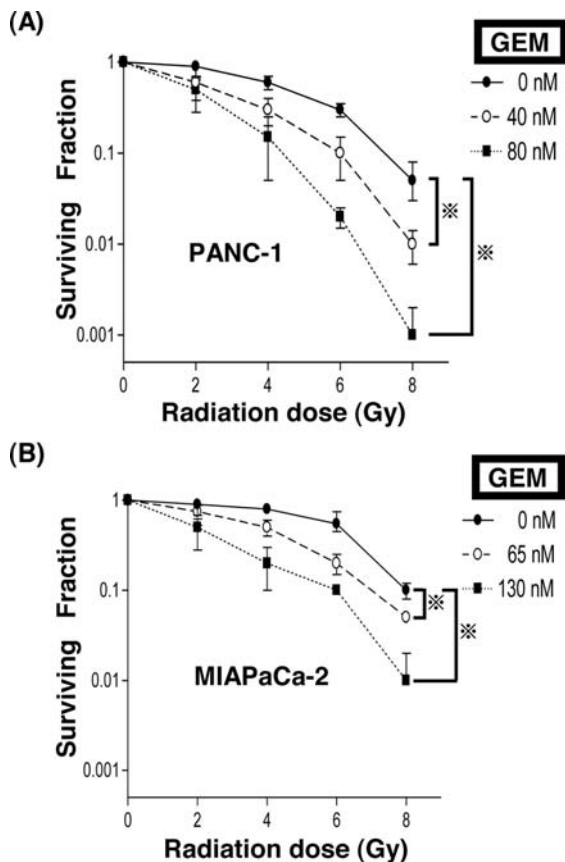 (A)
GEM
0 nM
40 nM
80 nM
1
0.1
0.01
0.001
Surviving Fraction
PANC-1
※
※
0 2 4 6 8
Radiation dose (Gy)
(B)
GEM
0 nM
65 nM
130 nM
1
0.1
0.01
0.001
Surviving Fraction
MIAPaCa-2
※
※
0 2 4 6 8
Radiation dose (Gy)